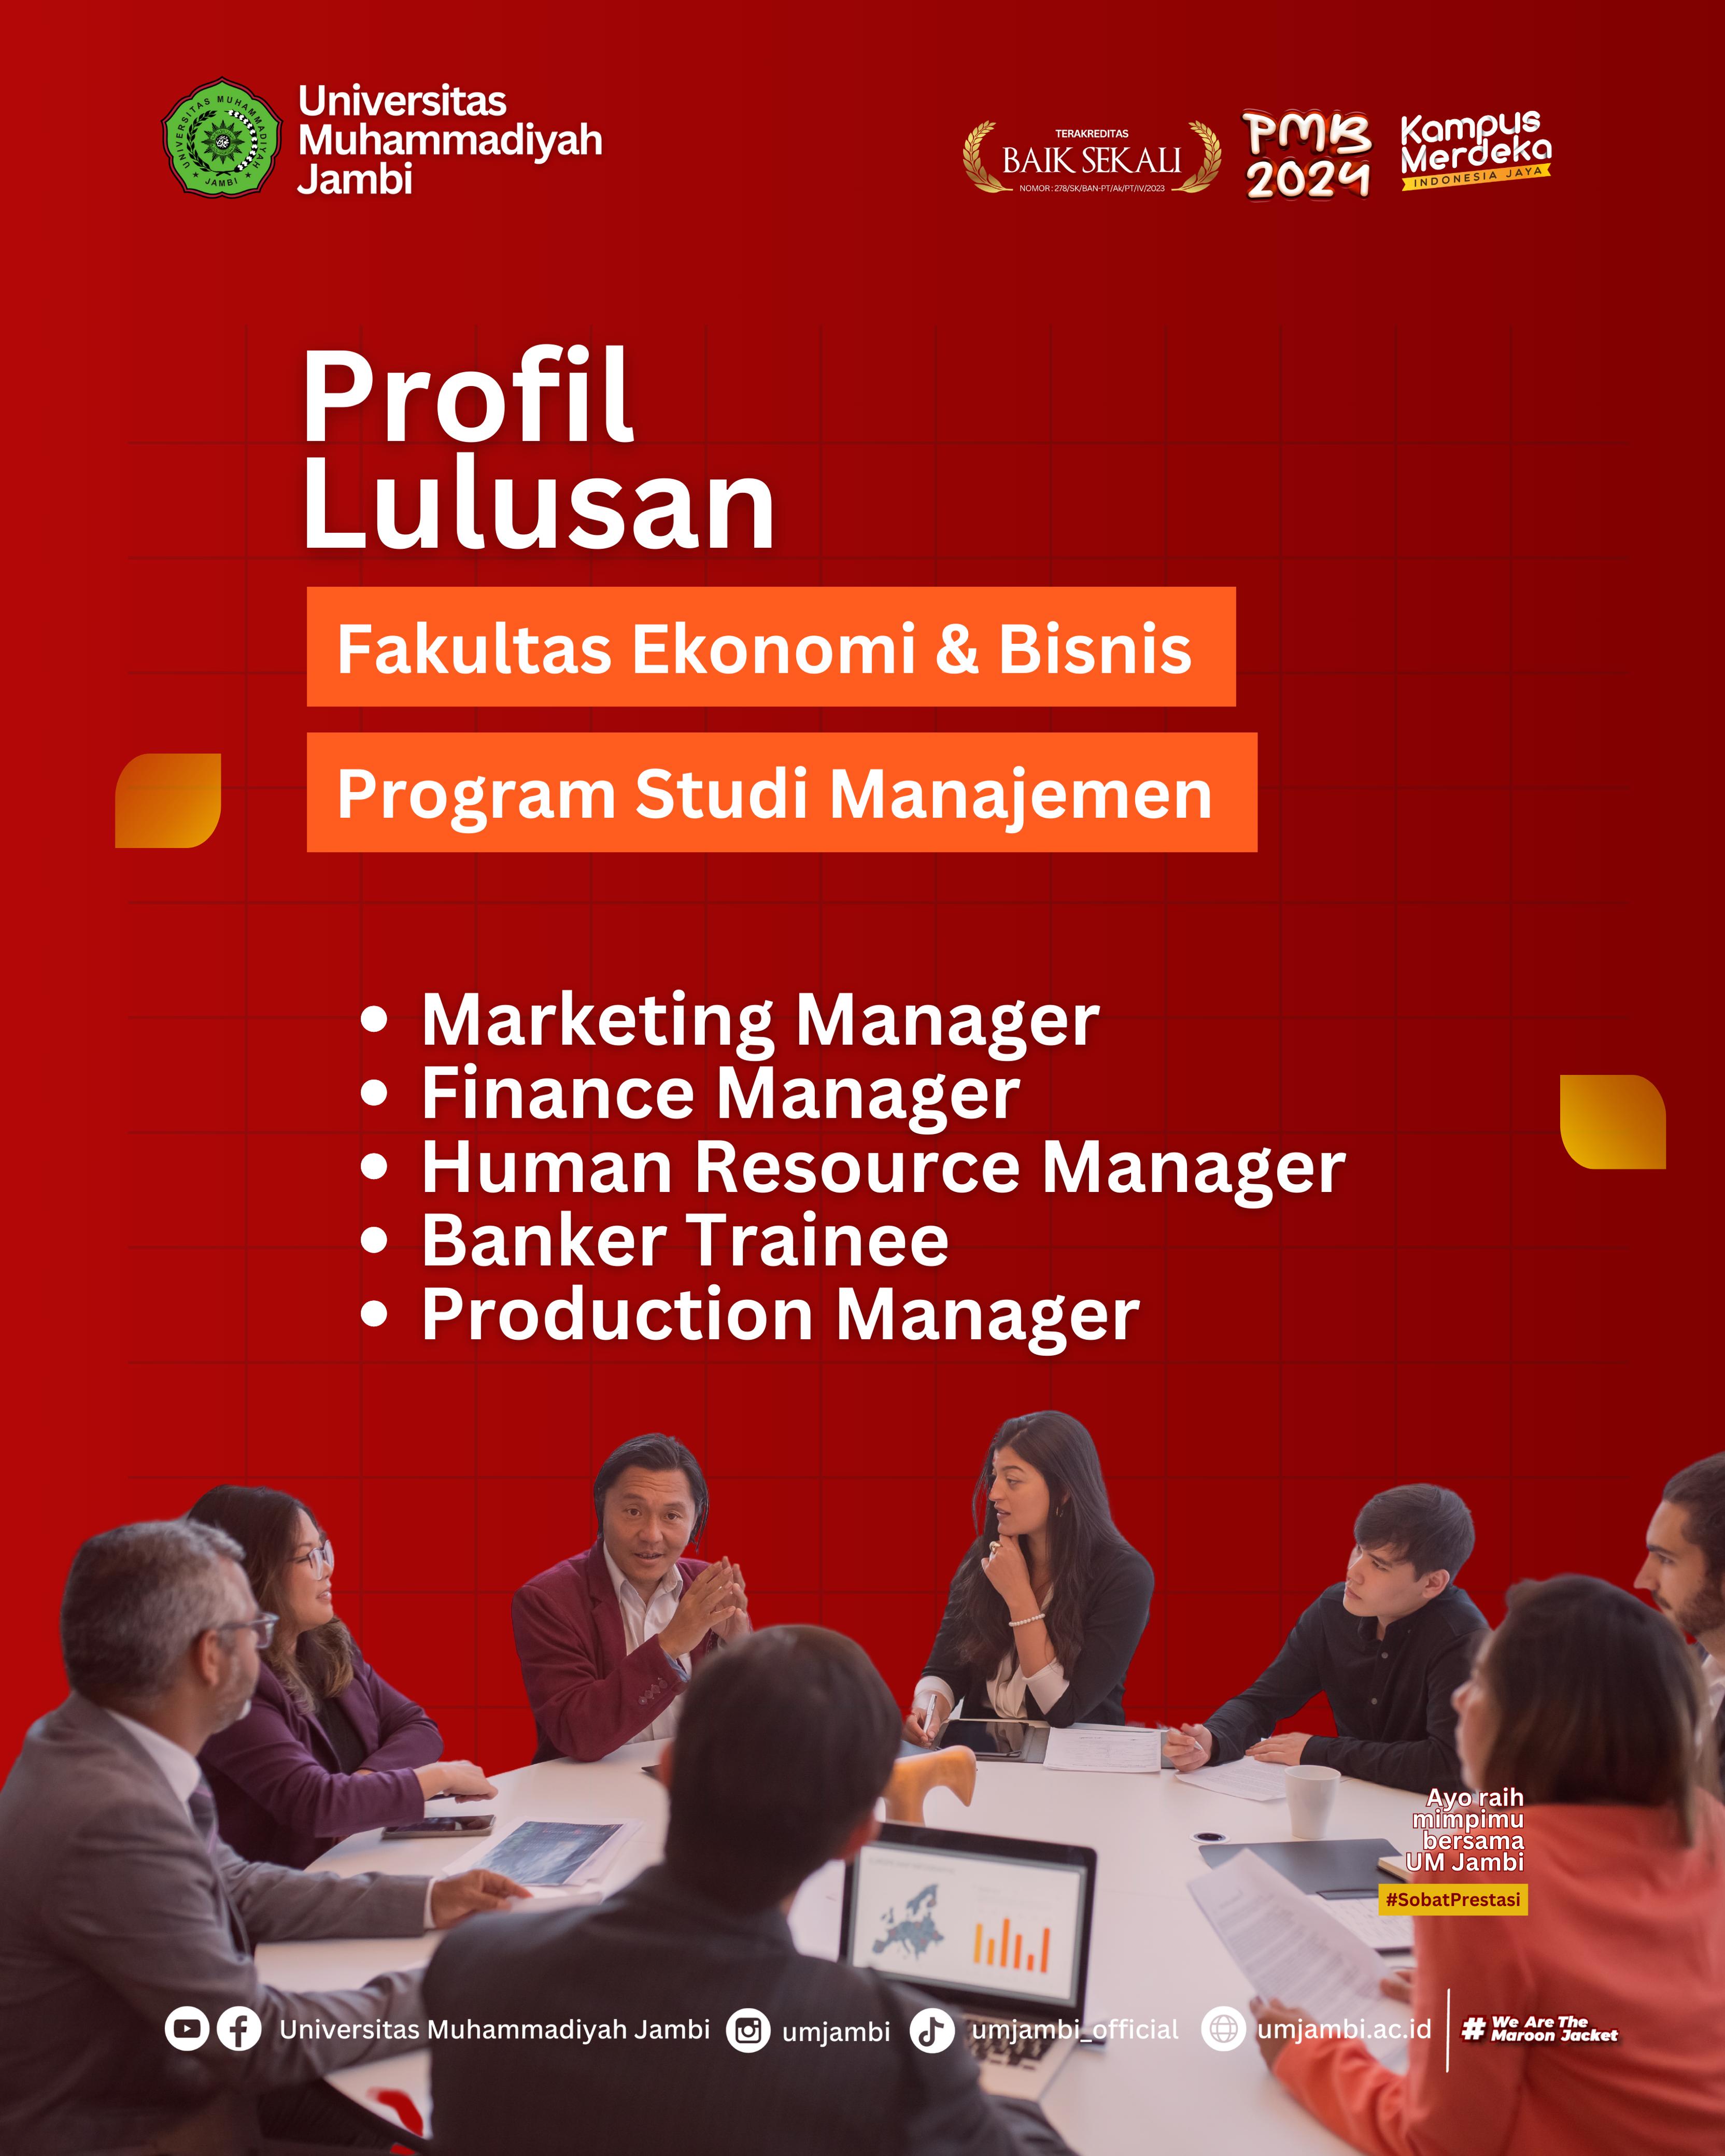 UNIVERSITAS MUHAMMADIYAH
JAMBI
Universitas
Muhammadiyah
Jambi
TERAKREDITAS
BAIK SEKALI
NOMOR : 278/SK/BAN-PT/Ak/PT/IV/2023
PMB
2024
Kampus
Merdeka
INDONESIA JAYA
Profil
Lulusan
Fakultas Ekonomi & Bisnis
Program Studi Manajemen
• Marketing Manager
• Finance Manager
• Human Resource Manager
• Banker Trainee
• Production Manager
Ayo raih
mimpimu
bersama
UM Jambi
#SobatPrestasi
Universitas Muhammadiyah Jambi
umjambi
umjambi_official
umjambi.ac.id
# We Are The
Maroon Jacket